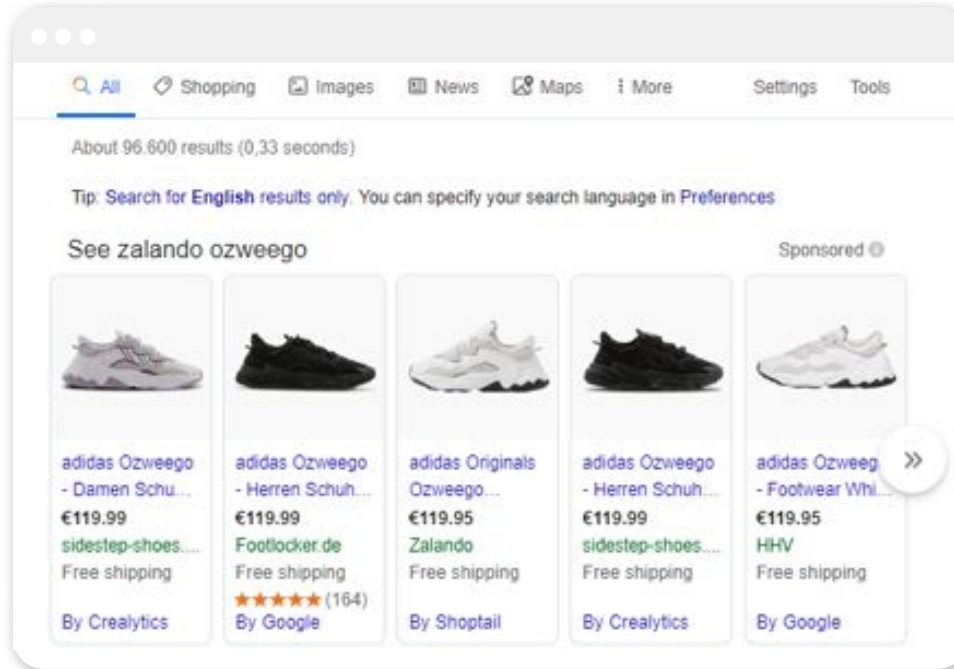 All Shopping Images News Maps More Settings Tools
About 96.600 results (0,33 seconds)
Tip: Search for English results only. You can specify your search language in Preferences
See zalando ozweego Sponsored
adidas Ozweego
- Damen Schu...
€119.99
sidestep-shoes....
Free shipping
By Crealytics
adidas Ozweego
- Herren Schuh...
€119.99
Footlocker.de
Free shipping
(164)
By Google
adidas Originals
Ozweego...
€119.95
Zalando
Free shipping
By Shoptail
adidas Ozweego
- Herren Schuh...
€119.99
sidestep-shoes....
Free shipping
By Crealytics
adidas Ozweeg
- Footwear Whi...
€119.95
HHV
Free shipping
By Google